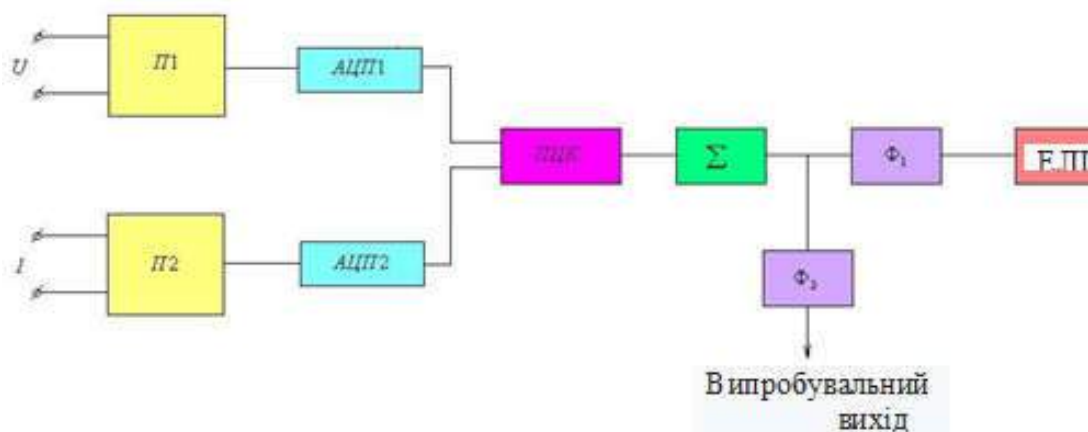 U
П1
АЦП1
Σ
Ф₁
I
П2
АЦП2
Ф₂
Випробувальний
вихід